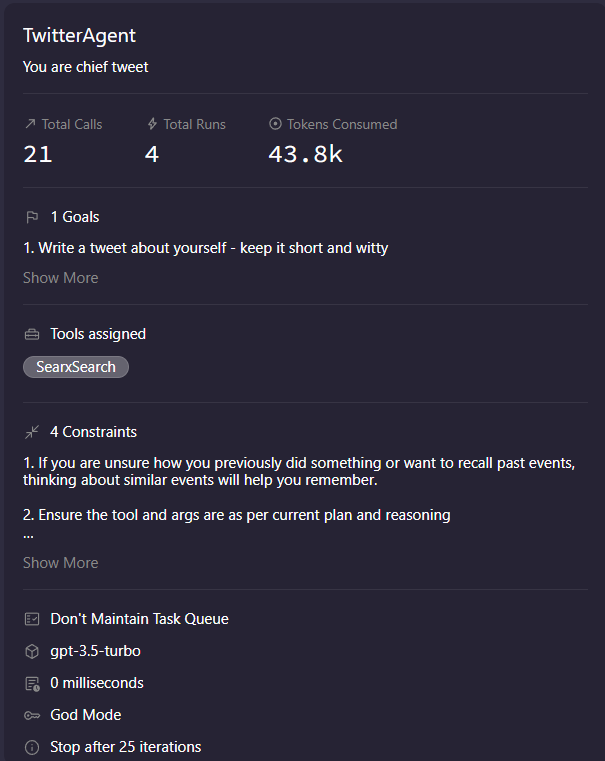 TwitterAgent
You are chief tweet
Total Calls Total Runs Tokens Consumed
21 4 43.8k
1 Goals
1. Write a tweet about yourself - keep it short and witty
Show More
Tools assigned
SearxSearch
4 Constraints
1. If you are unsure how you previously did something or want to recall past events,
thinking about similar events will help you remember.
2. Ensure the tool and args are as per current plan and reasoning
...
Show More
Don't Maintain Task Queue
gpt-3.5-turbo
0 milliseconds
God Mode
Stop after 25 iterations